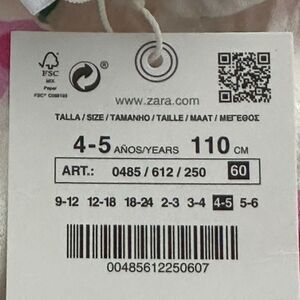 FSC
MIX
Paper
FSC® C068155
www.zara.com
TALLA / SIZE / TAMANHO / TAILLE / MAAT / ΜΕΓΕΘΟΣ
4-5 AÑOS/YEARS 110 CM
ART.: 0485 / 612 / 250 60
9-12 12-18 18-24 2-3 3-4 4-5 5-6
00485612250607